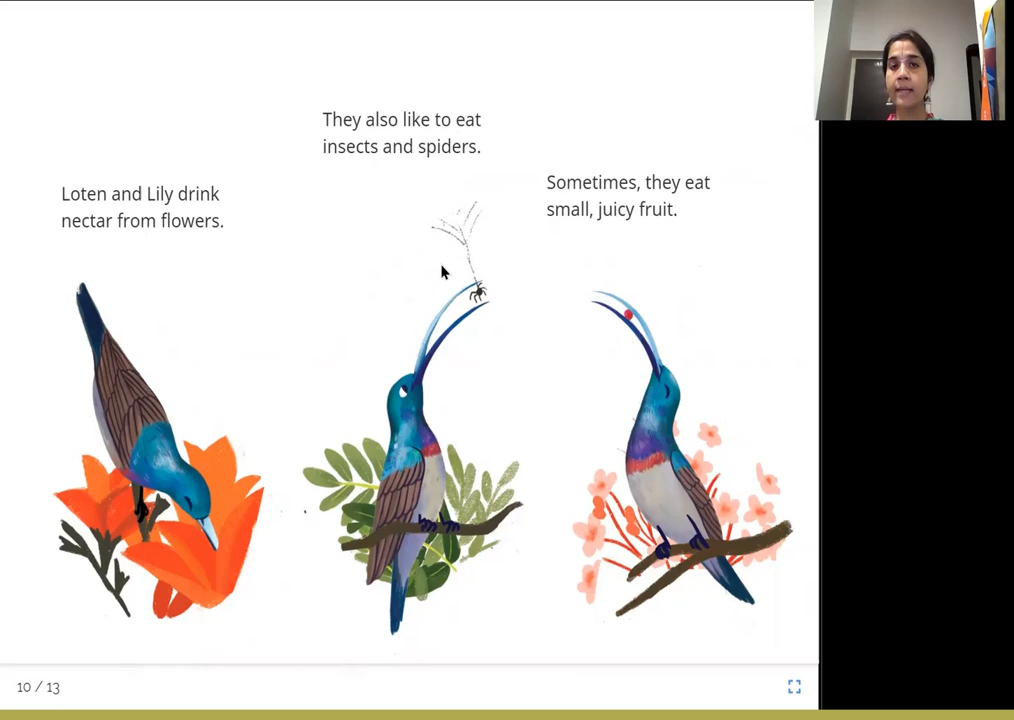 Loten and Lily drink
nectar from flowers.
They also like to eat
insects and spiders.
Sometimes, they eat
small, juicy fruit.
10 / 13